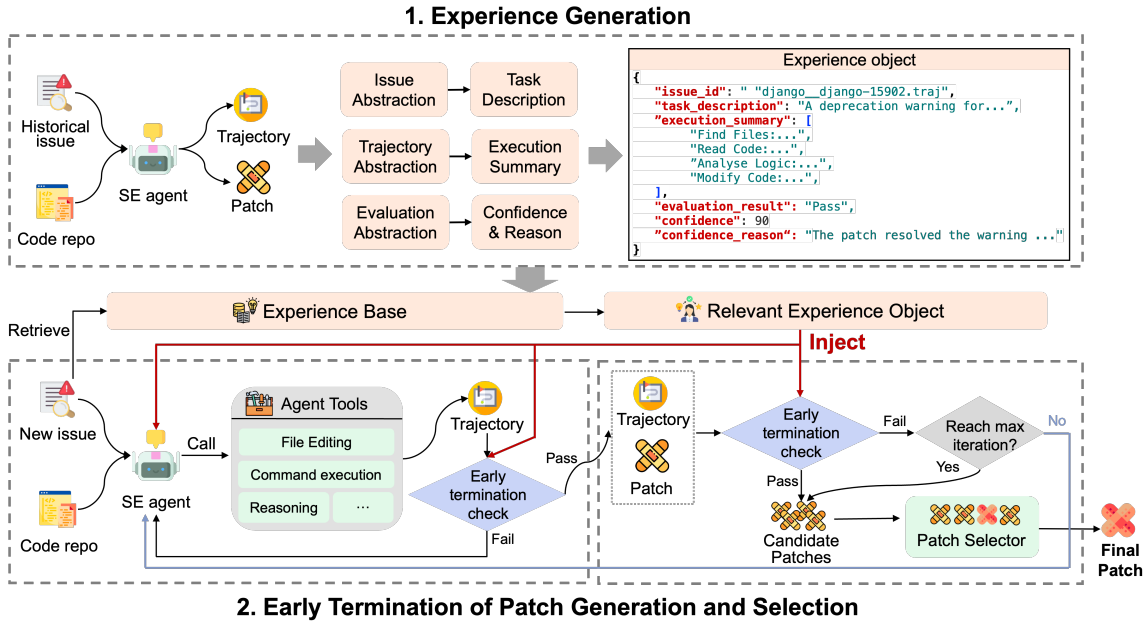 1. Experience Generation
Historical
issue
Code repo
SE agent
Trajectory
Patch
Issue
Abstraction
Task
Description
Trajectory
Abstraction
Execution
Summary
Evaluation
Abstraction
Confidence
& Reason
Experience object
{
"issue_id": " "django__django-15902.traj",
"task_description": "A deprecation warning for...”,
”execution_summary": [
"Find Files:...",
"Read Code:...",
”Analyse Logic:...",
"Modify Code:...",
],
"evaluation_result": "Pass",
"confidence": 90
”confidence_reason“: "The patch resolved the warning ..."
}
Retrieve
Experience Base
Relevant Experience Object
Inject
New issue
Code repo
SE agent
Call
Agent Tools
File Editing
Command execution
Reasoning
...
Trajectory
Early
termination
check
Pass
Fail
Trajectory
Patch
Early
termination
check
Fail
Reach max
iteration?
No
Yes
Pass
Candidate
Patches
Patch Selector
Final
Patch
2. Early Termination of Patch Generation and Selection